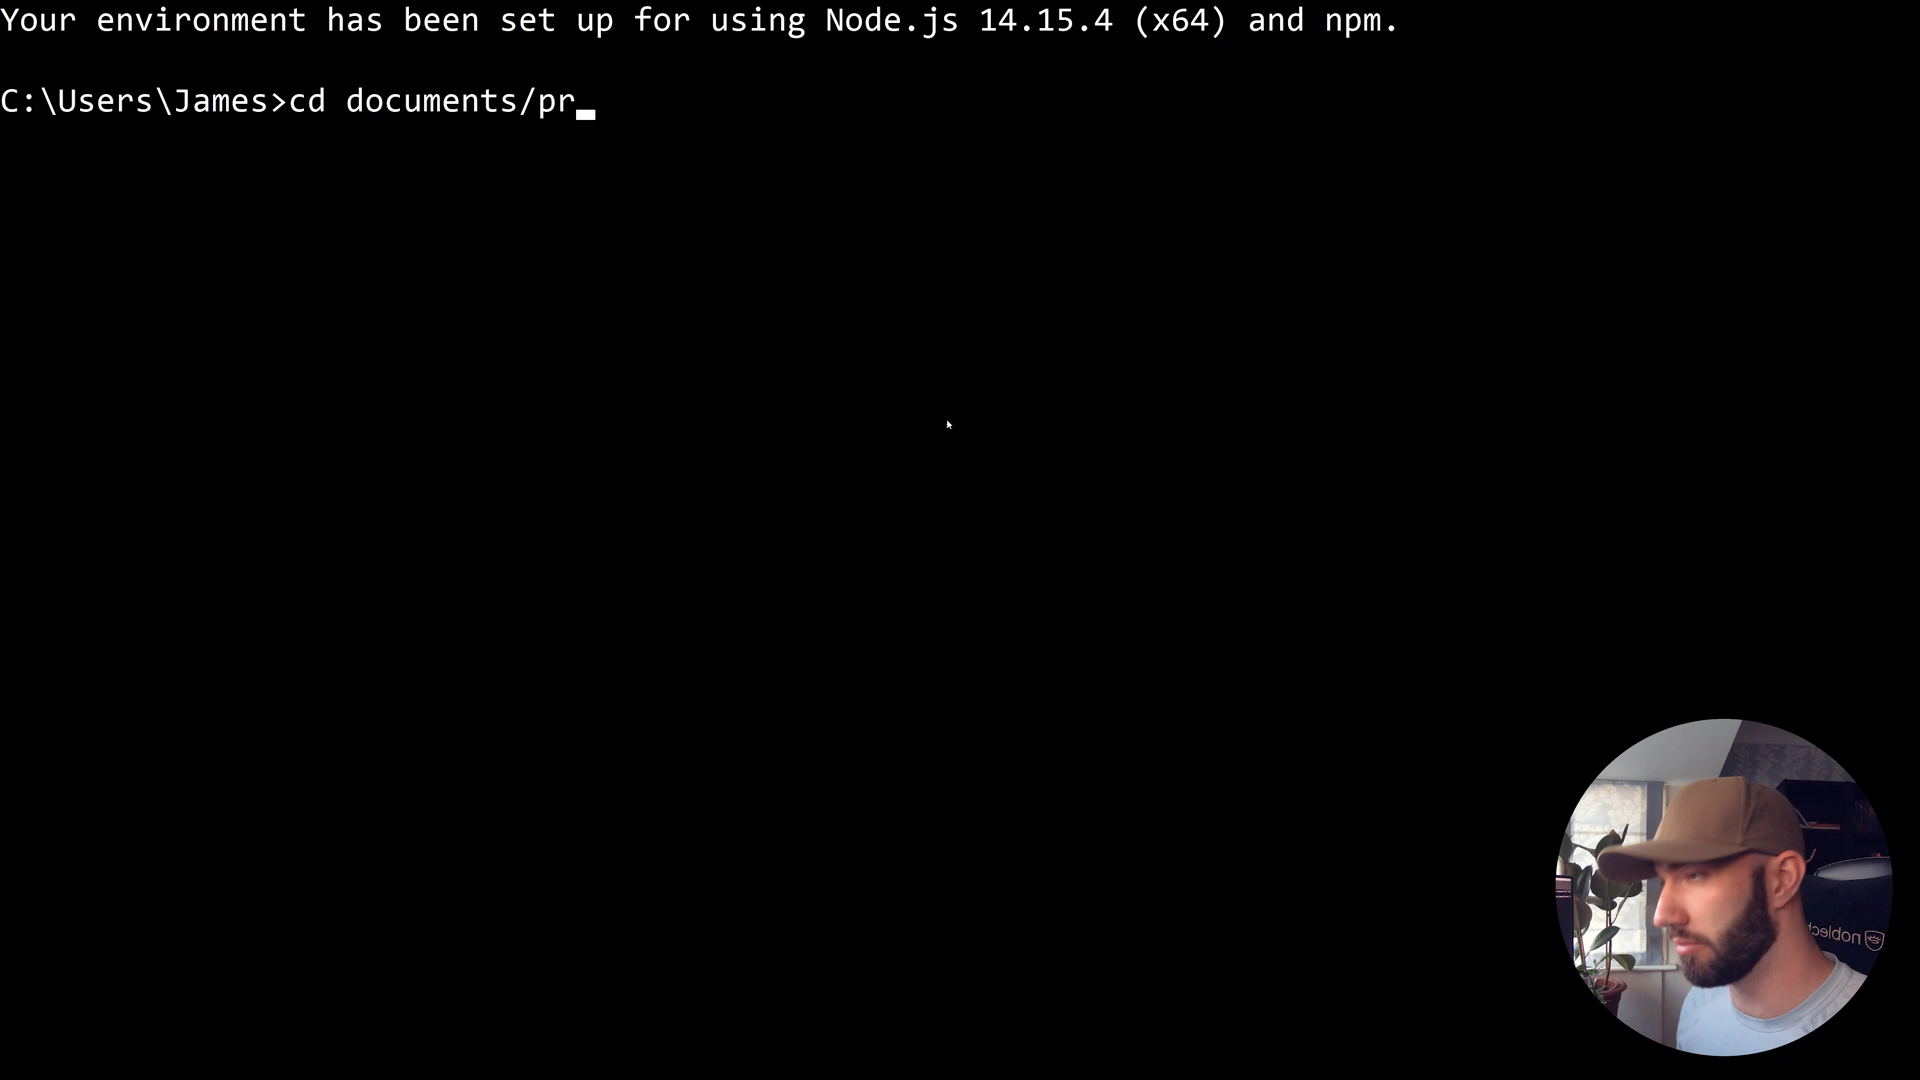 Your environment has been set up for using Node.js 14.15.4 (x64) and npm.
C:\Users\James>cd documents/pr
noblec